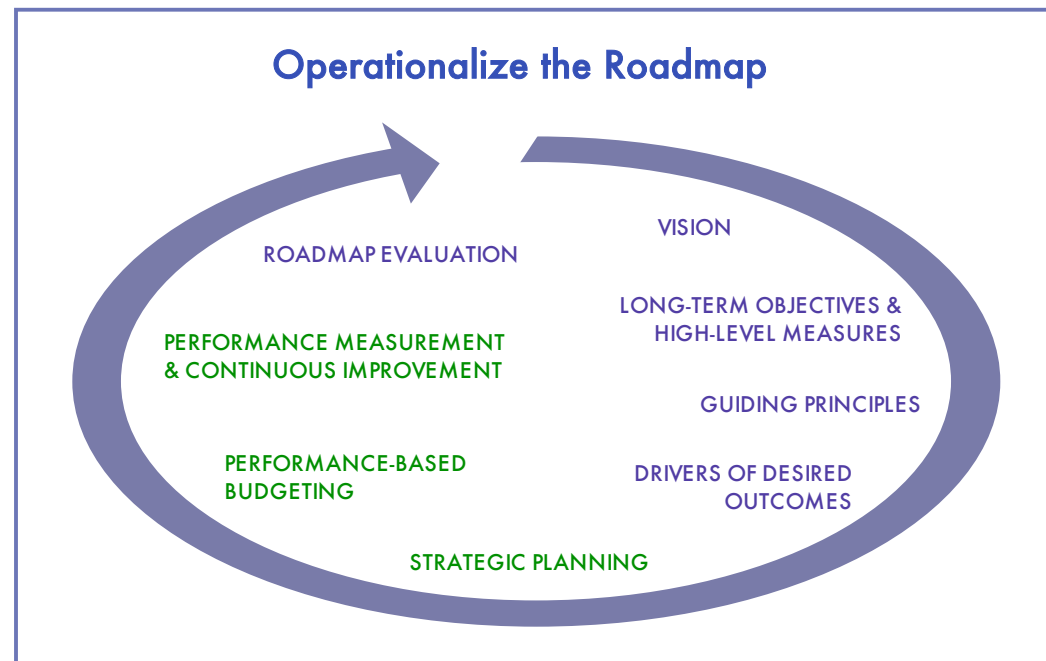 Operationalize the Roadmap
VISION
LONG-TERM OBJECTIVES &
HIGH-LEVEL MEASURES
GUIDING PRINCIPLES
DRIVERS OF DESIRED
OUTCOMES
STRATEGIC PLANNING
PERFORMANCE-BASED
BUDGETING
PERFORMANCE MEASUREMENT
& CONTINUOUS IMPROVEMENT
ROADMAP EVALUATION